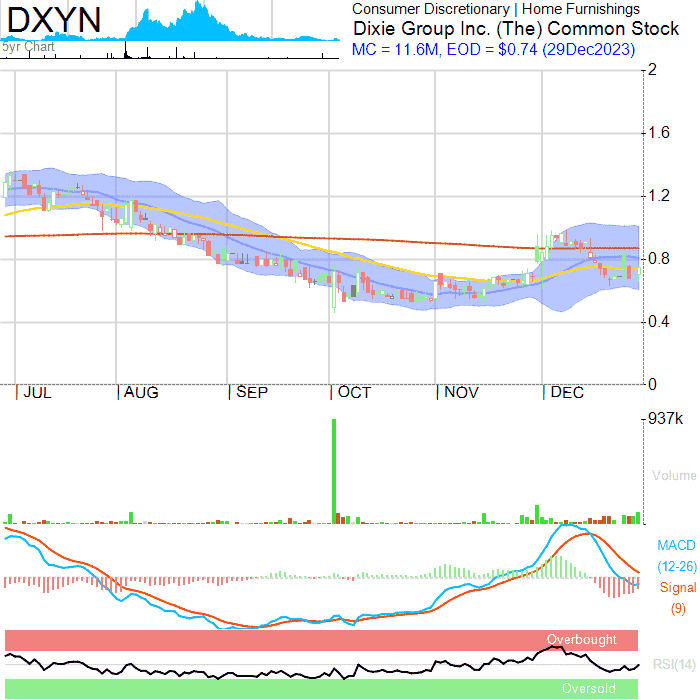 DXYN
Consumer Discretionary | Home Furnishings
Dixie Group Inc. (The) Common Stock
MC = 11.6M, EOD = $0.74 (29Dec2023)
5yr Chart
2
1.6
1.2
0.8
0.4
0
JUL AUG SEP OCT NOV DEC
937k
Volume
MACD
(12-26)
Signal
(9)
Overbought
RSI(14)
Oversold